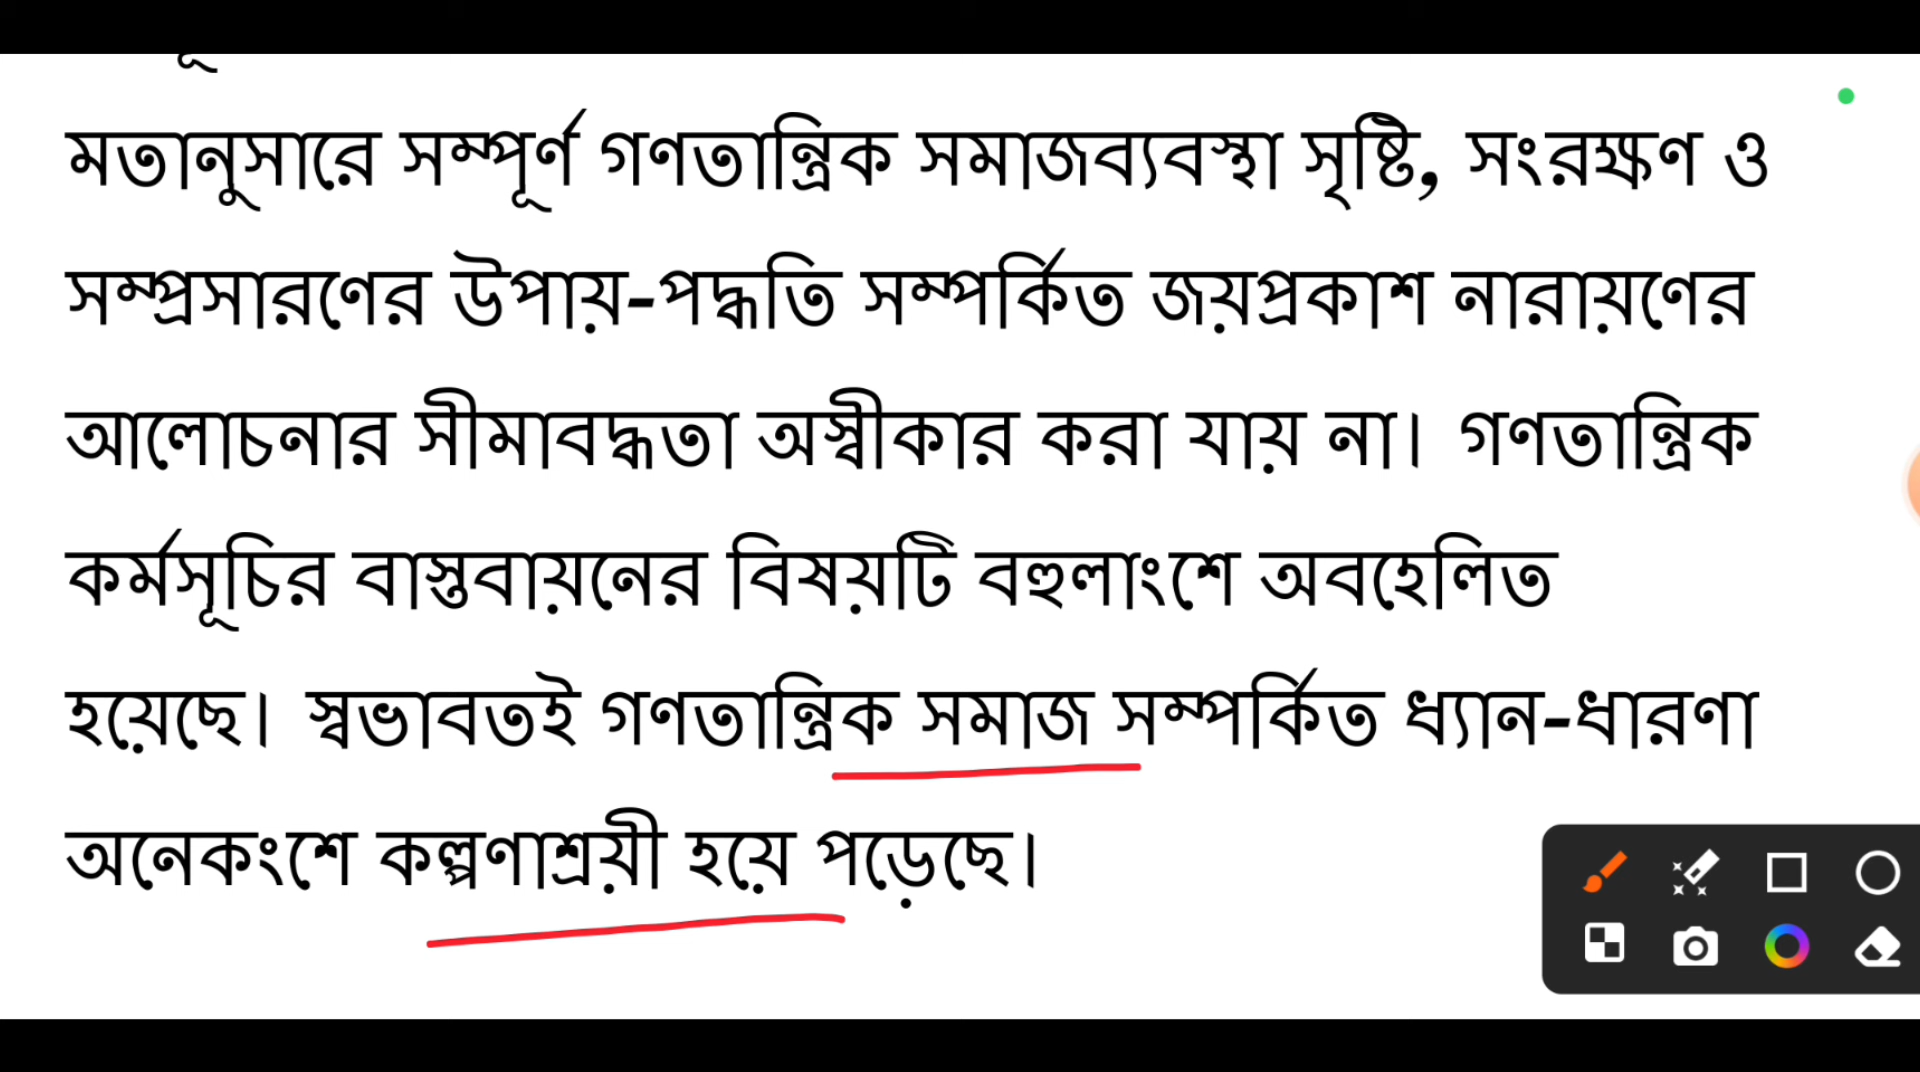 মতানুসারে সম্পূর্ণ গণতান্ত্রিক সমাজব্যবস্থা সৃষ্টি, সংরক্ষণ ও
সম্প্রসারণের উপায়-পদ্ধতি সম্পর্কিত জয়প্রকাশ নারায়ণের
আলোচনার সীমাবদ্ধতা অস্বীকার করা যায় না। গণতান্ত্রিক
কর্মসূচির বাস্তবায়নের বিষয়টি বহুলাংশে অবহেলিত
হয়েছে। স্বভাবতই গণতান্ত্রিক সমাজ সম্পর্কিত ধ্যান-ধারণা
অনেকংশে কল্পণাশ্রয়ী হয়ে পড়েছে।